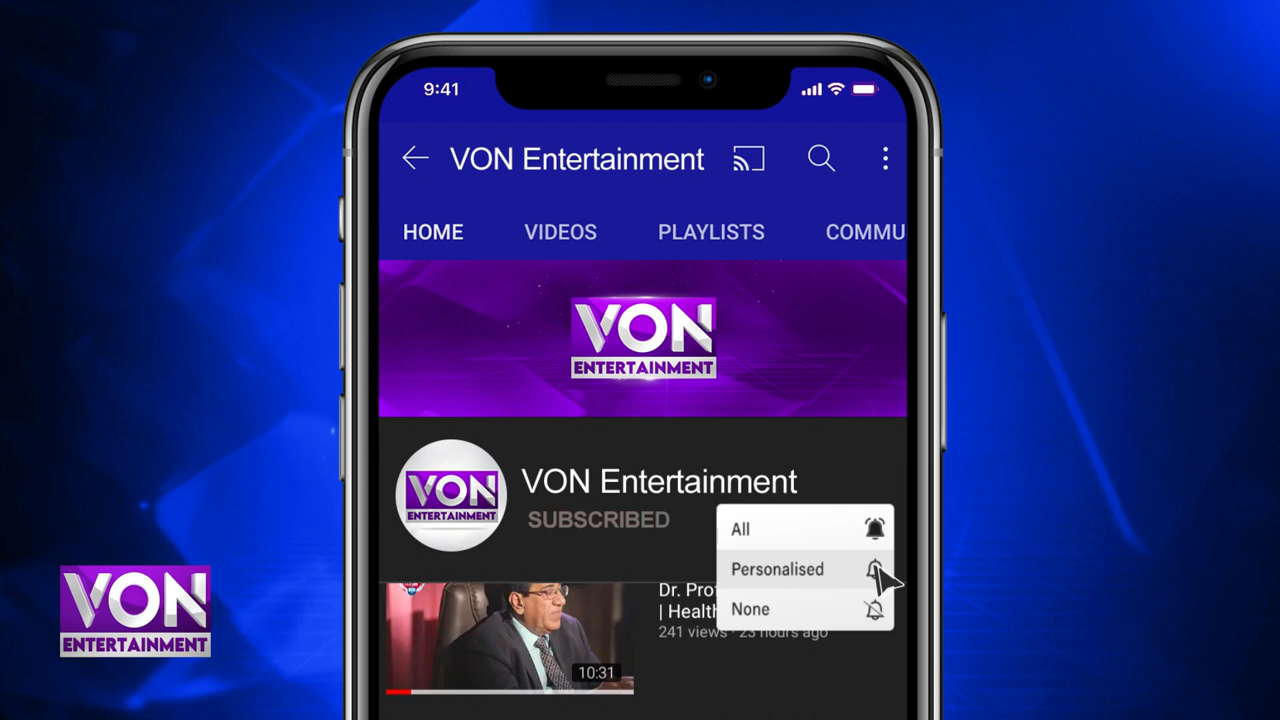 9:41
VON Entertainment
HOME VIDEOS PLAYLISTS COMMU
VON
ENTERTAINMENT
VON
ENTERTAINMENT
VON Entertainment
SUBSCRIBED
All
Personalised
None
Dr. Prof
| Health
241 views · 23 hours ago
10:31
VON
ENTERTAINMENT